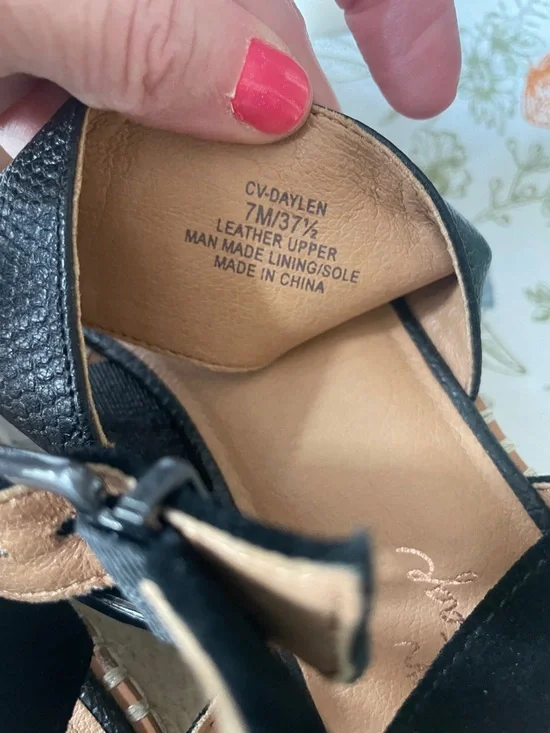 CV-DAYLEN
7M/37½
LEATHER UPPER
MAN MADE LINING/SOLE
MADE IN CHINA